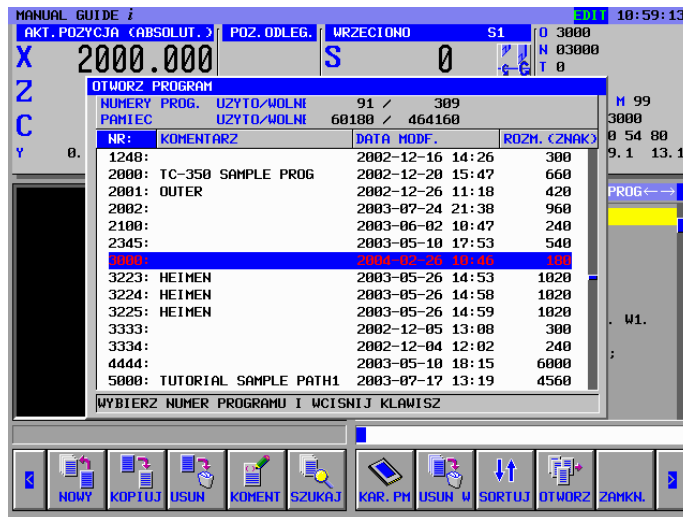 MANUAL GUIDE i EDIT 10:59:13
AKT.POZYCJA (ABSOLUT.) POZ.ODLEG. WRZECIONO S1 O 3000
X 2000.000 S 0 N 03000
T 0
Z OTWORZ PROGRAM
NUMERY PROG. UZYTO/WOLNE 91 / 309 M 99
PAMIEC UZYTO/WOLNE 60180 / 464160 3000
C NR: KOMENTARZ DATA MODF. ROZM.(ZNAK) 0 54 80
Y 0. 9.1 13.1
1248: 2002-12-16 14:26 300
2000: TC-350 SAMPLE PROG 2002-12-20 15:47 660
2001: OUTER 2002-12-26 11:18 420 PROG←→
2002: 2003-07-24 21:38 960
2100: 2003-06-02 10:47 240
2345: 2003-05-10 17:53 540
3000: 2004-02-26 10:46 180
3223: HEIMEN 2003-05-26 14:53 1020
3224: HEIMEN 2003-05-26 14:58 1020
3225: HEIMEN 2003-05-26 14:59 1020 . W1.
3333: 2002-12-05 13:08 300
3334: 2002-12-04 12:02 240 ;
4444: 2003-05-10 18:15 6000
5000: TUTORIAL SAMPLE PATH1 2003-07-17 13:19 4560
WYBIERZ NUMER PROGRAMU I WCISNIJ KLAWISZ
< NOWY KOPIUJ USUN KOMENT SZUKAJ KAR.PM USUN W SORTUJ OTWORZ ZAMKN. >